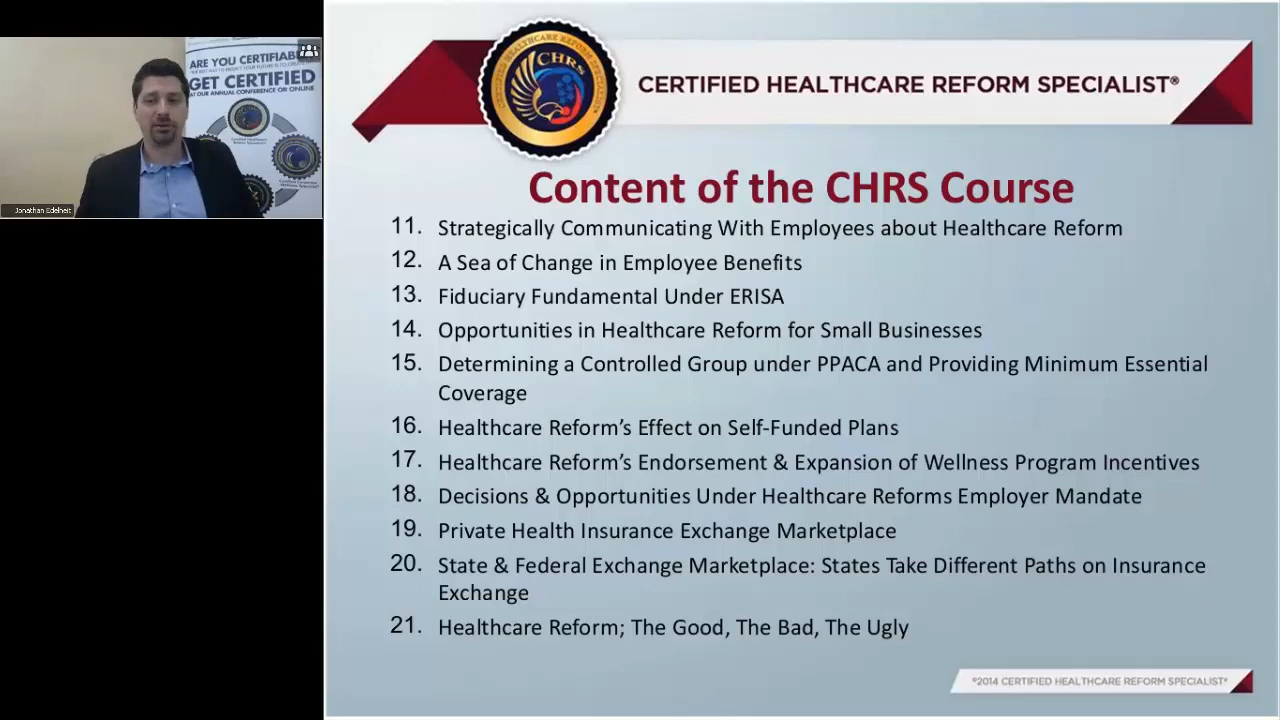 ARE YOU CERTIFIAB
GET CERTIFIED
AT OUR ANNUAL CONFERENCE OR ONLINE
Jonathan Edelheit
CHRS
CERTIFIED HEALTHCARE REFORM SPECIALIST®
Content of the CHRS Course
11. Strategically Communicating With Employees about Healthcare Reform
12. A Sea of Change in Employee Benefits
13. Fiduciary Fundamental Under ERISA
14. Opportunities in Healthcare Reform for Small Businesses
15. Determining a Controlled Group under PPACA and Providing Minimum Essential
Coverage
16. Healthcare Reform’s Effect on Self-Funded Plans
17. Healthcare Reform’s Endorsement & Expansion of Wellness Program Incentives
18. Decisions & Opportunities Under Healthcare Reforms Employer Mandate
19. Private Health Insurance Exchange Marketplace
20. State & Federal Exchange Marketplace: States Take Different Paths on Insurance
Exchange
21. Healthcare Reform; The Good, The Bad, The Ugly
©2014 CERTIFIED HEALTHCARE REFORM SPECIALIST®